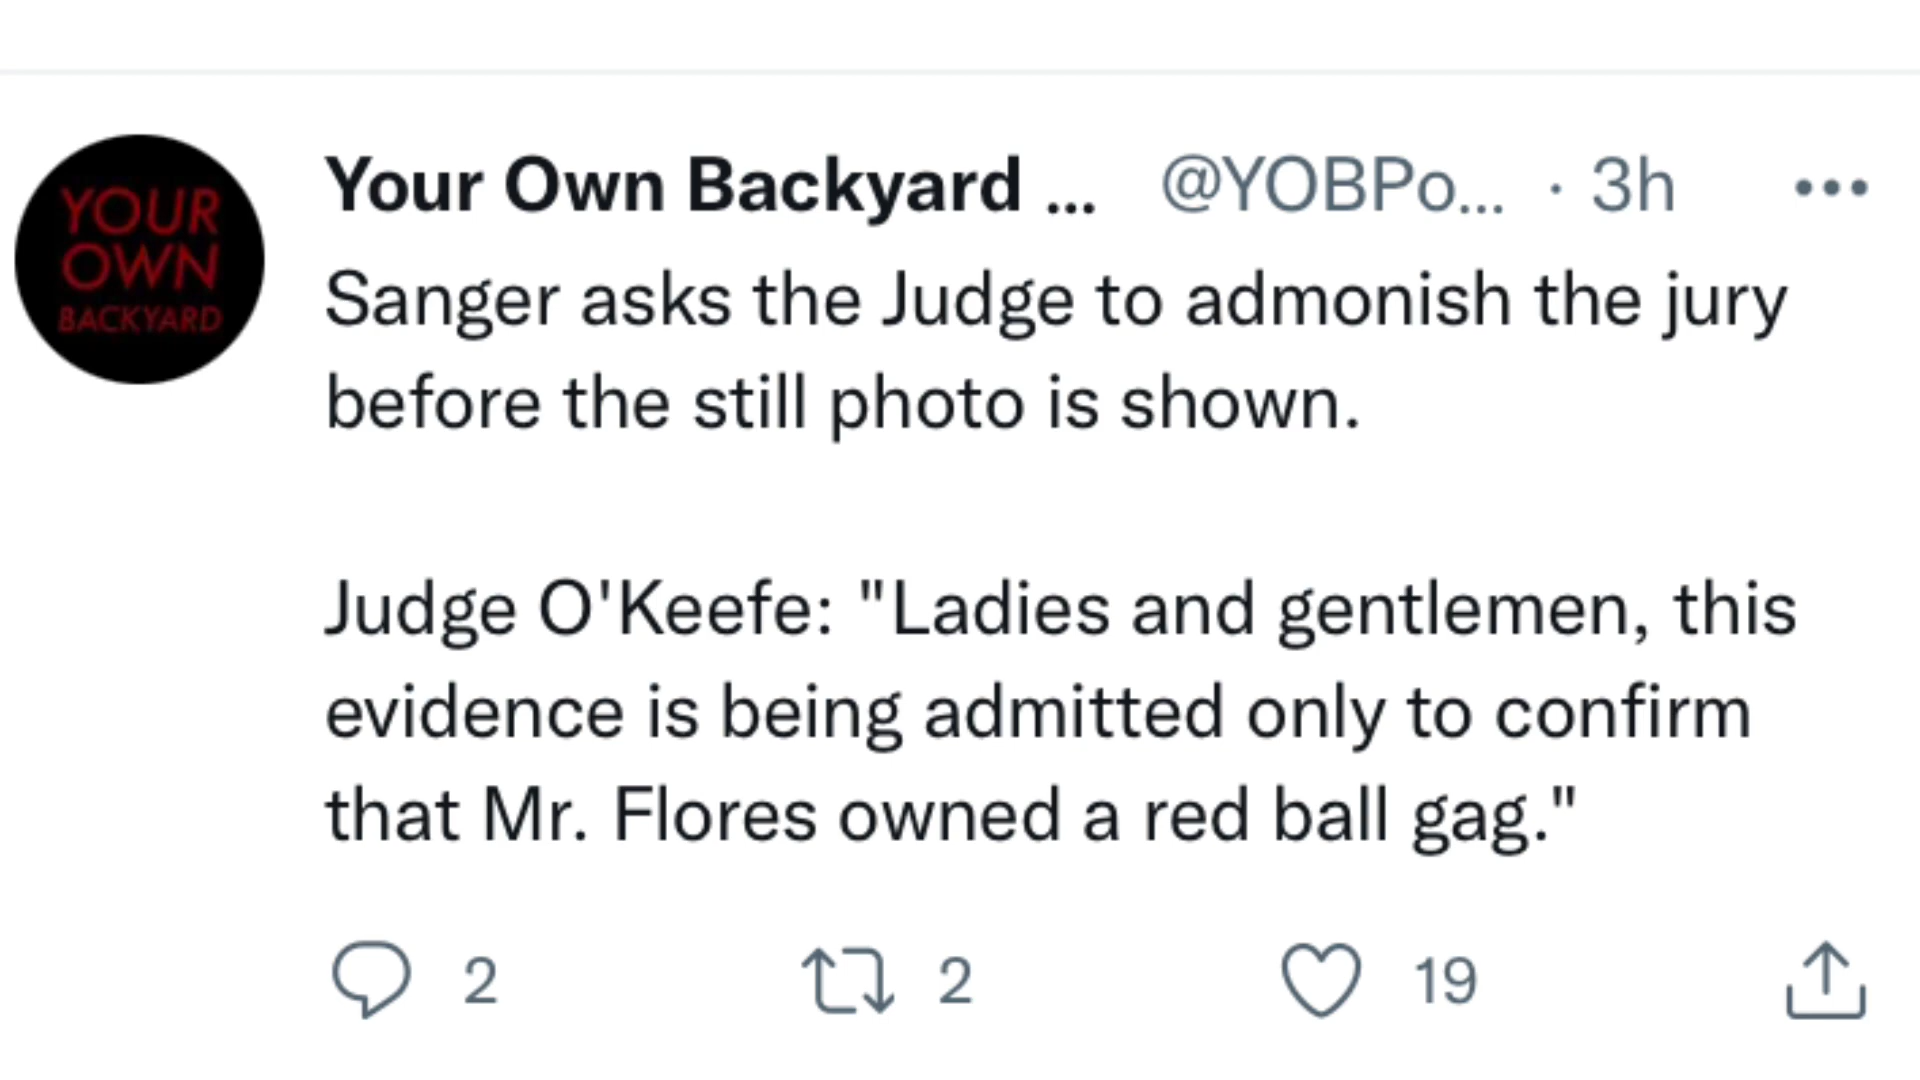 YOUR
OWN
BACKYARD
Your Own Backyard ... @YOBPo... · 3h
Sanger asks the Judge to admonish the jury
before the still photo is shown.
Judge O'Keefe: "Ladies and gentlemen, this
evidence is being admitted only to confirm
that Mr. Flores owned a red ball gag."
2 2 19